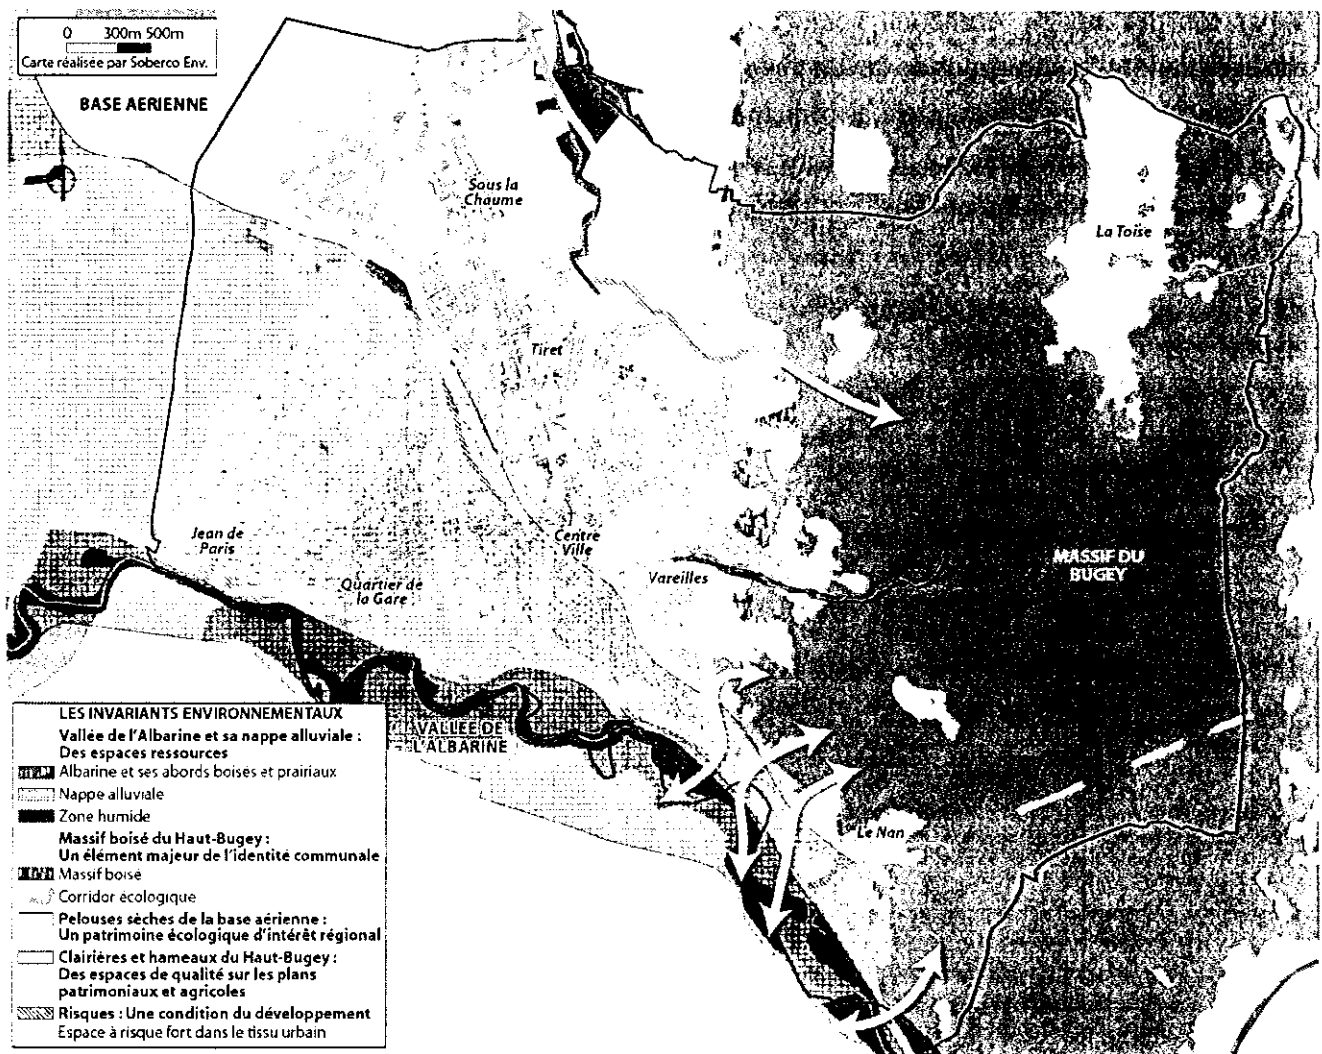 0 300m 500m
Carte réalisée par Soberco Env.
BASE AERIENNE
Sous la
Chaume
La Toise
Tiret
Jean de
Paris
Centre
Ville
Quartier de
la Gare
Vareilles
MASSIF DU
BUGEY
VALLEE DE
L'ALBARINE
Le Nan
LES INVARIANTS ENVIRONNEMENTAUX
Vallée de l'Albarine et sa nappe alluviale :
Des espaces ressources
Albarine et ses abords boisés et prairiaux
Nappe alluviale
Zone humide
Massif boisé du Haut-Bugey :
Un élément majeur de l'identité communale
Massif boisé
Corridor écologique
Pelouses sèches de la base aérienne :
Un patrimoine écologique d'intérêt régional
Clairières et hameaux du Haut-Bugey :
Des espaces de qualité sur les plans
patrimoniaux et agricoles
Risques : Une condition du développement
Espace à risque fort dans le tissu urbain